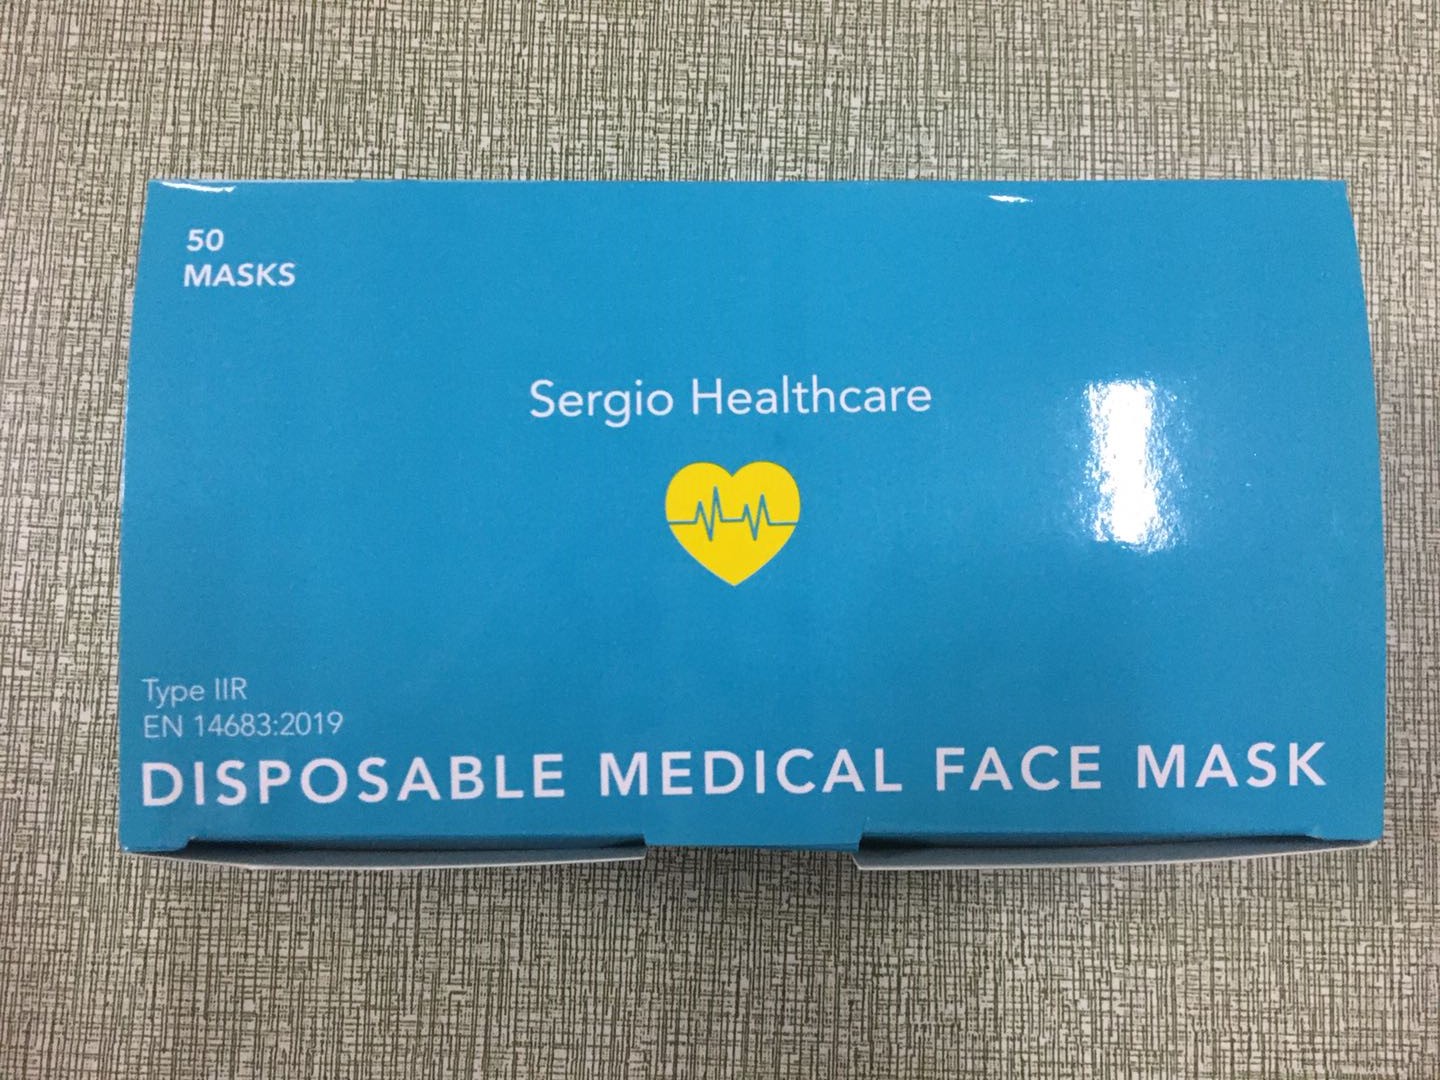 50
MASKS
Sergio Healthcare
Type IIR
EN 14683:2019
DISPOSABLE MEDICAL FACE MASK